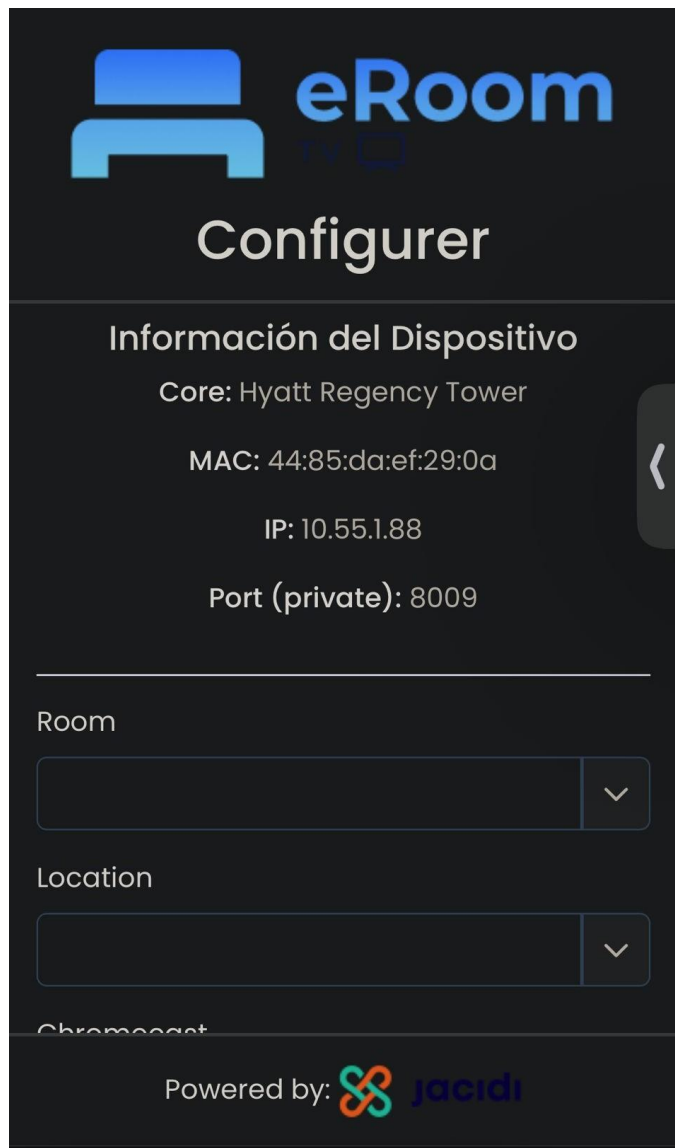 eRoom
TV
Configurer
Información del Dispositivo
Core: Hyatt Regency Tower
MAC: 44:85:da:ef:29:0a
IP: 10.55.1.88
Port (private): 8009
Room
Location
Chromecast
Powered by: jacidi